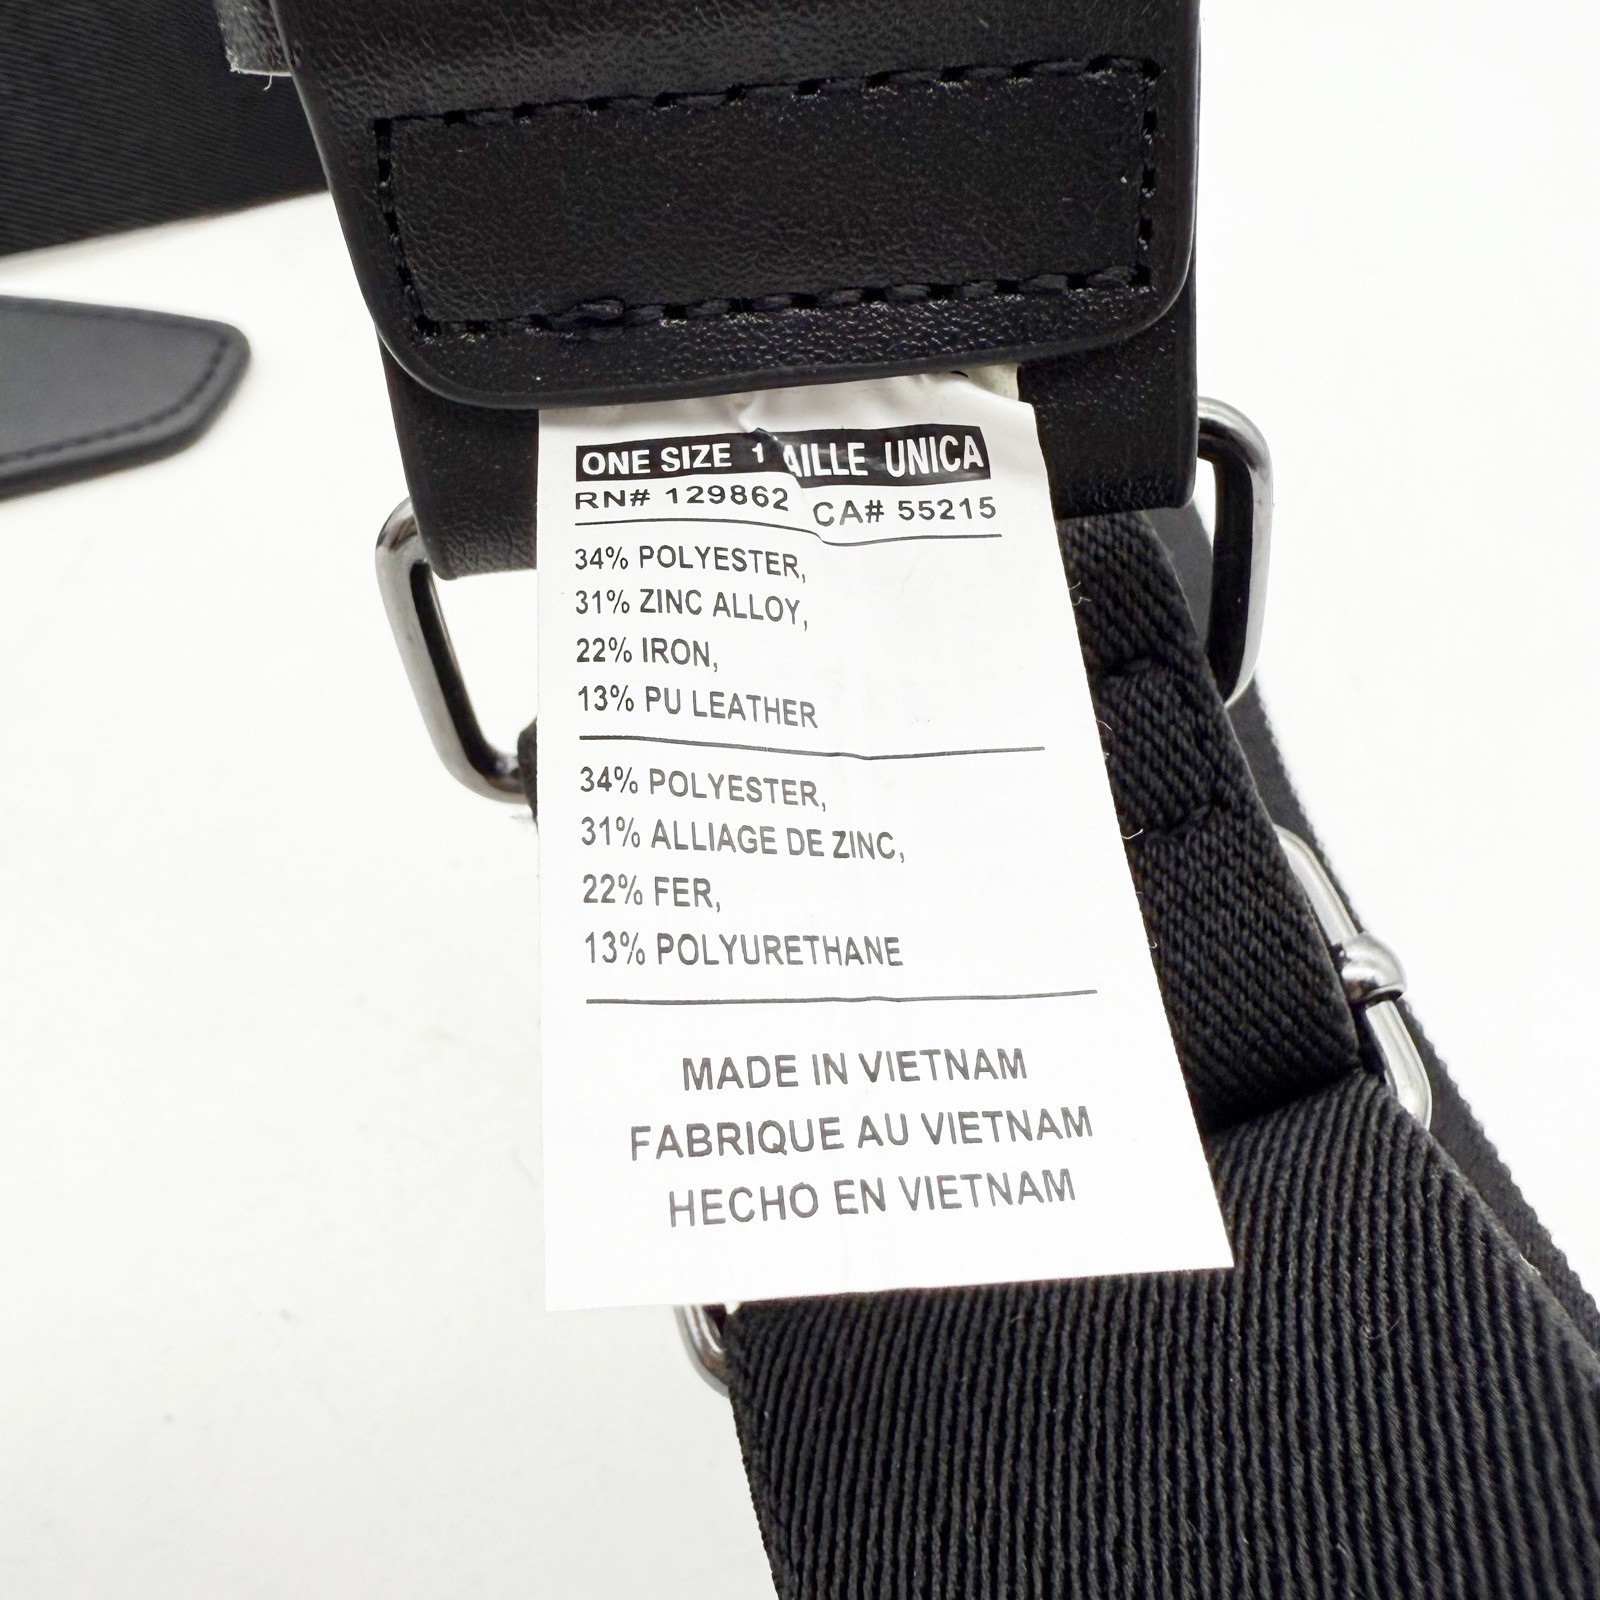 ONE SIZE 1 AILLE UNICA
RN# 129862 CA# 55215
34% POLYESTER,
31% ZINC ALLOY,
22% IRON,
13% PU LEATHER
34% POLYESTER,
31% ALLIAGE DE ZINC,
22% FER,
13% POLYURETHANE
MADE IN VIETNAM
FABRIQUE AU VIETNAM
HECHO EN VIETNAM